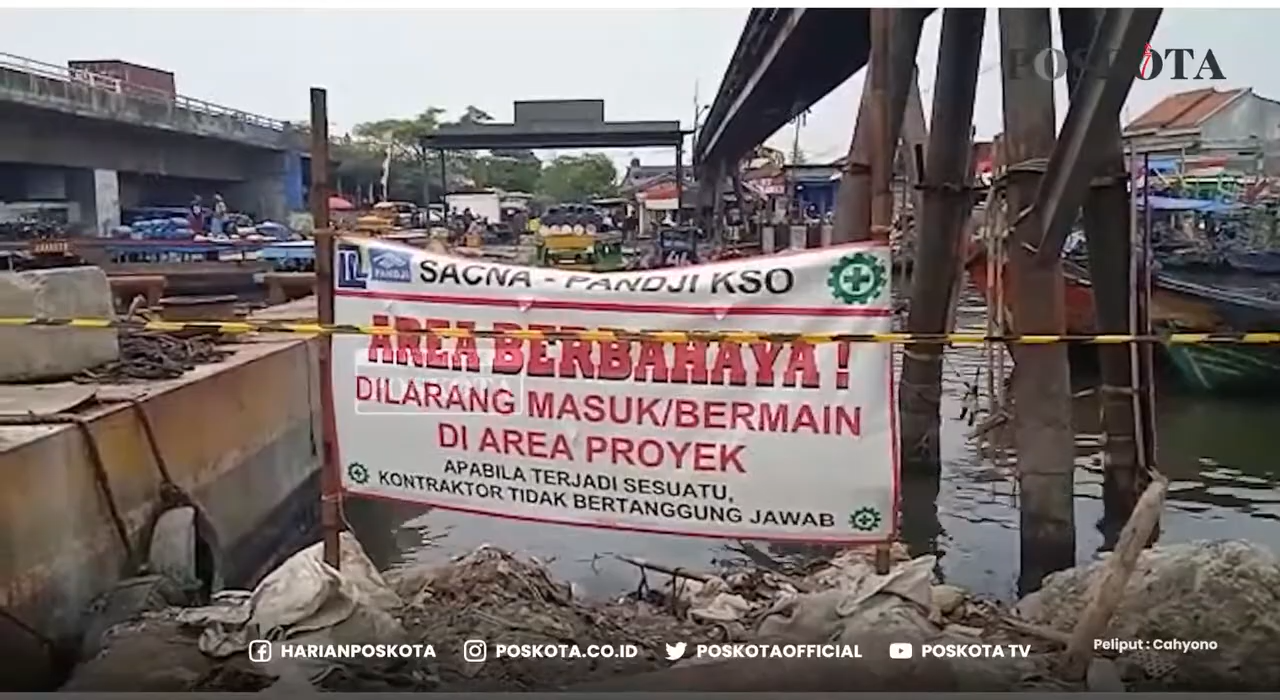 POSKOTA
PANDJI
SACNA - PANDJI KSO
AREA BERBAHAYA !
DILARANG MASUK/BERMAIN
DI AREA PROYEK
APABILA TERJADI SESUATU,
KONTRAKTOR TIDAK BERTANGGUNG JAWAB
Peliput : Cahyono
HARIANPOSKOTA POSKOTA.CO.ID POSKOTAOFFICIAL POSKOTA TV